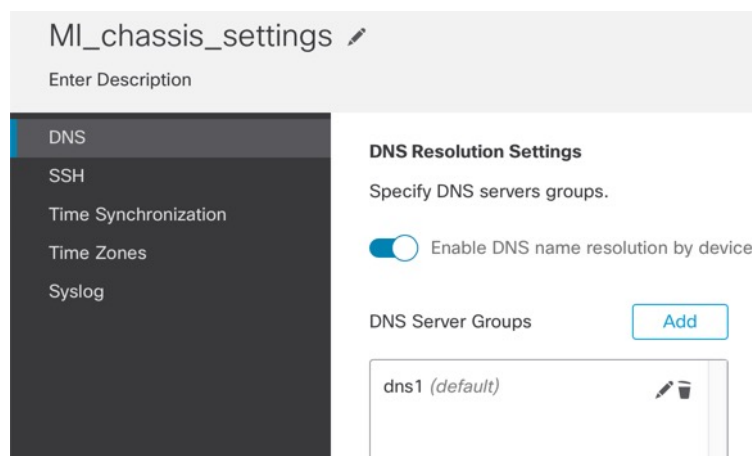 MI_chassis_settings
Enter Description
DNS
SSH
Time Synchronization
Time Zones
Syslog
DNS Resolution Settings
Specify DNS servers groups.
Enable DNS name resolution by device
DNS Server Groups
Add
dns1 (default)